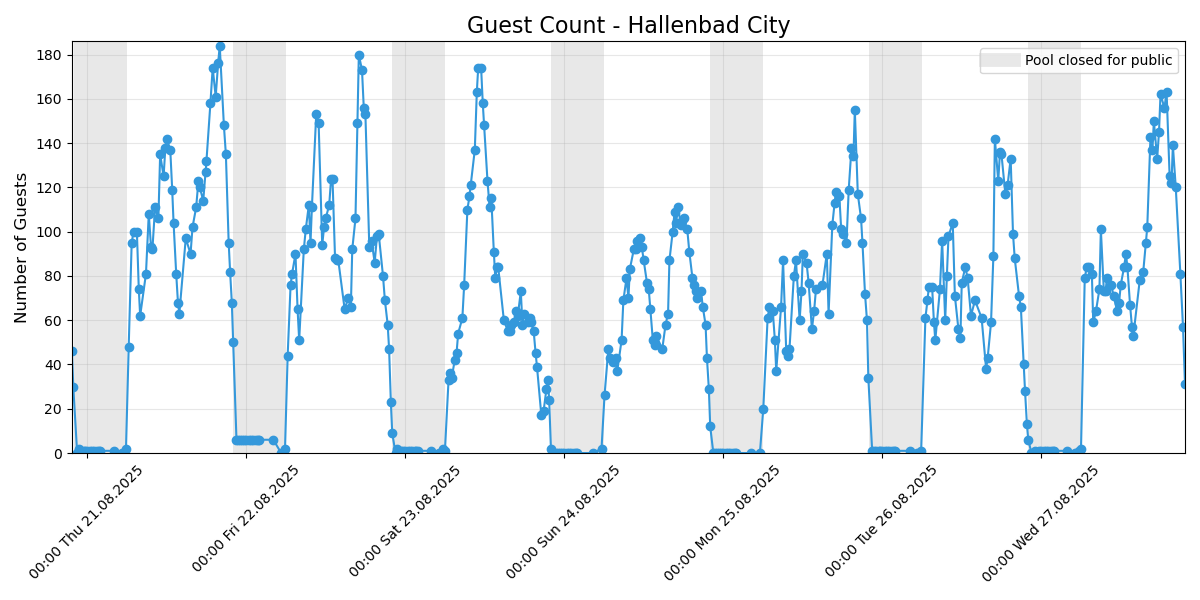 Guest Count - Hallenbad City
Pool closed for public
Number of Guests
180
160
140
120
100
80
60
40
20
0
00:00 Thu 21.08.2025
00:00 Fri 22.08.2025
00:00 Sat 23.08.2025
00:00 Sun 24.08.2025
00:00 Mon 25.08.2025
00:00 Tue 26.08.2025
00:00 Wed 27.08.2025